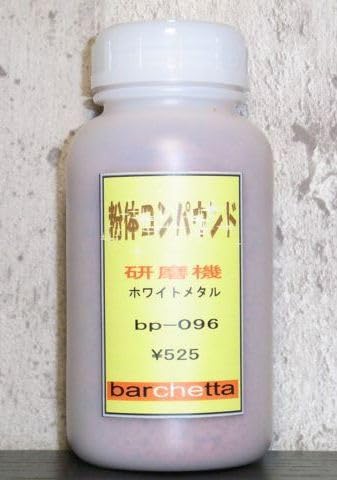 粉体コンパウンド
研磨機
ホワイトメタル
bp-096
¥525
barchetta